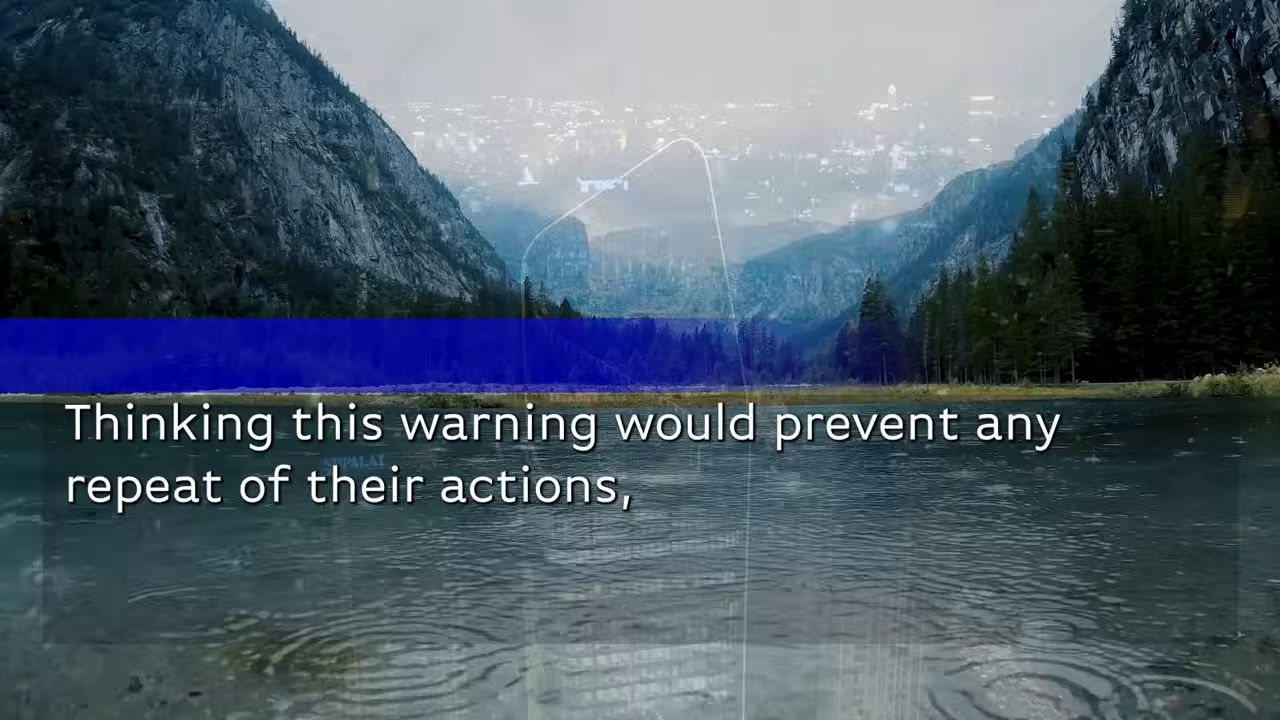 Thinking this warning would prevent any
repeat of their actions,